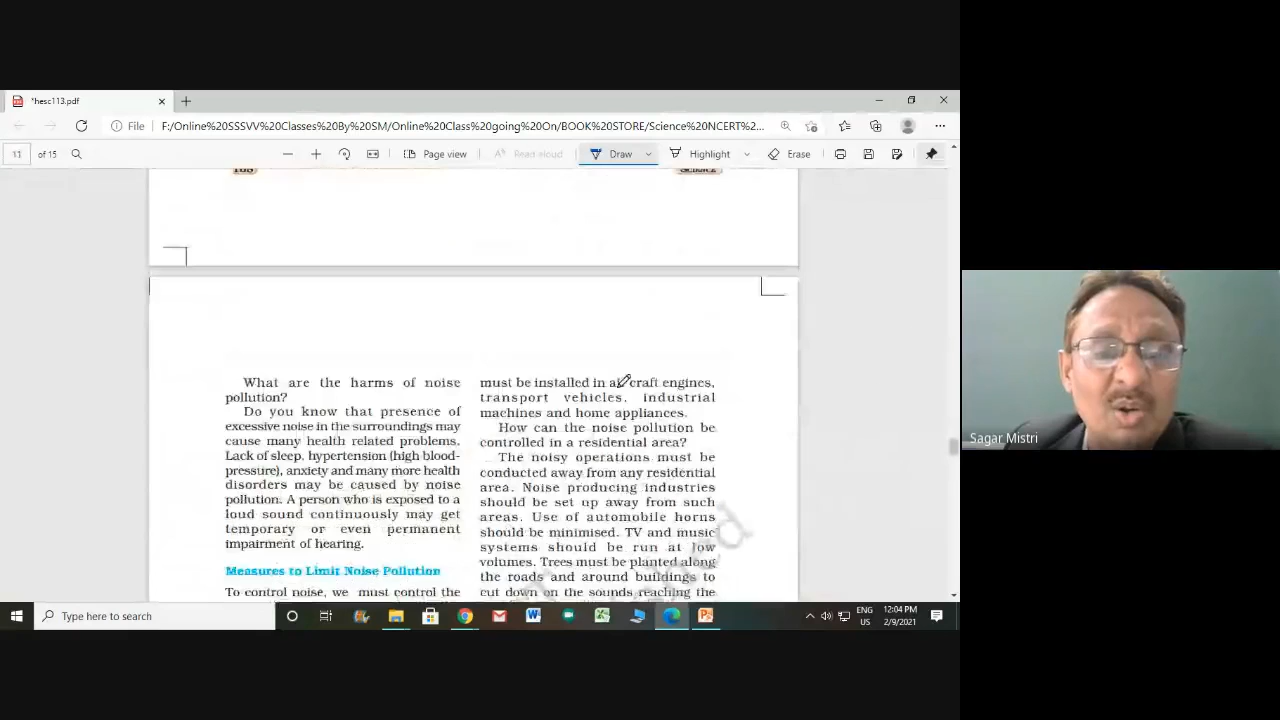 *hesc113.pdf
File
F:/Online%20SSSVV%20Classes%20By%20SM/Online%20Class%20going%20On/BOOK%20STORE/Science%20NCERT%...
11 of 15
Page view
Read aloud
Draw
Highlight
Erase
What are the harms of noise
pollution?
Do you know that presence of
excessive noise in the surroundings may
cause many health related problems.
Lack of sleep, hypertension (high blood-
pressure), anxiety and many more health
disorders may be caused by noise
pollution. A person who is exposed to a
loud sound continuously may get
temporary or even permanent
impairment of hearing.
Measures to Limit Noise Pollution
To control noise, we must control the
must be installed in aircraft engines,
transport vehicles, industrial
machines and home appliances.
How can the noise pollution be
controlled in a residential area?
The noisy operations must be
conducted away from any residential
area. Noise producing industries
should be set up away from such
areas. Use of automobile horns
should be minimised. TV and music
systems should be run at low
volumes. Trees must be planted along
the roads and around buildings to
cut down on the sounds reaching the
Sagar Mistri
Type here to search
ENG
US
12:04 PM
2/9/2021